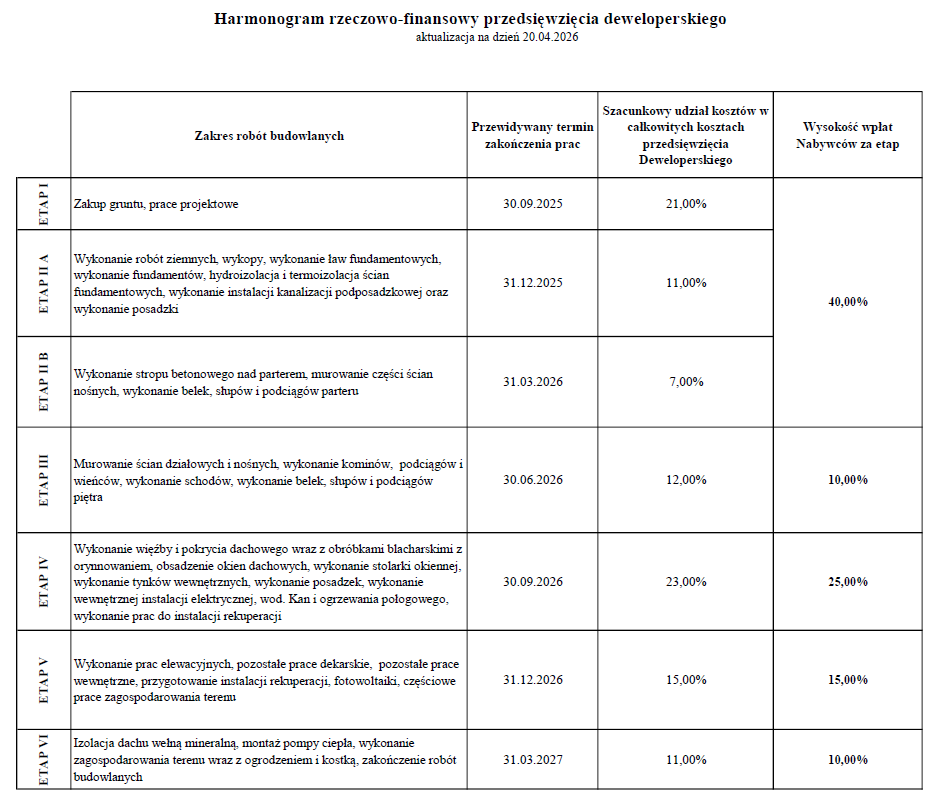 Harmonogram rzeczowo-finansowy przedsięwzięcia deweloperskiego
aktualizacja na dzień 20.04.2026
Zakres robót budowlanych
Przewidywany termin
zakończenia prac
Szacunkowy udział kosztów w
całkowitych kosztach
przedsięwzięcia
Deweloperskiego
Wysokość wpłat
Nabywców za etap
ETAP I
Zakup gruntu, prace projektowe
30.09.2025
21,00%
40,00%
ETAP II A
Wykonanie robót ziemnych, wykopy, wykonanie ław fundamentowych,
wykonanie fundamentów, hydroizolacja i termoizolacja ścian
fundamentowych, wykonanie instalacji kanalizacji podposadzkowej oraz
wykonanie posadzki
31.12.2025
11,00%
ETAP II B
Wykonanie stropu betonowego nad parterem, murowanie części ścian
nośnych, wykonanie belek, słupów i podciągów parteru
31.03.2026
7,00%
ETAP III
Murowanie ścian działowych i nośnych, wykonanie kominów, podciągów i
wieńców, wykonanie schodów, wykonanie belek, słupów i podciągów
piętra
30.06.2026
12,00%
10,00%
ETAP IV
Wykonanie więźby i pokrycia dachowego wraz z obróbkami blacharskimi z
orynnowaniem, obsadzenie okien dachowych, wykonanie stolarki okiennej,
wykonanie tynków wewnętrznych, wykonanie posadzek, wykonanie
wewnętrznej instalacji elektrycznej, wod. Kan i ogrzewania połogowego,
wykonanie prac do instalacji rekuperacji
30.09.2026
23,00%
25,00%
ETAP V
Wykonanie prac elewacyjnych, pozostałe prace dekarskie, pozostałe prace
wewnętrzne, przygotowanie instalacji rekuperacji, fotowoltaiki, częściowe
prace zagospodarowania terenu
31.12.2026
15,00%
15,00%
ETAP VI
Izolacja dachu wełną mineralną, montaż pompy ciepła, wykonanie
zagospodarowania terenu wraz z ogrodzeniem i kostką, zakończenie robót
budowlanych
31.03.2027
11,00%
10,00%